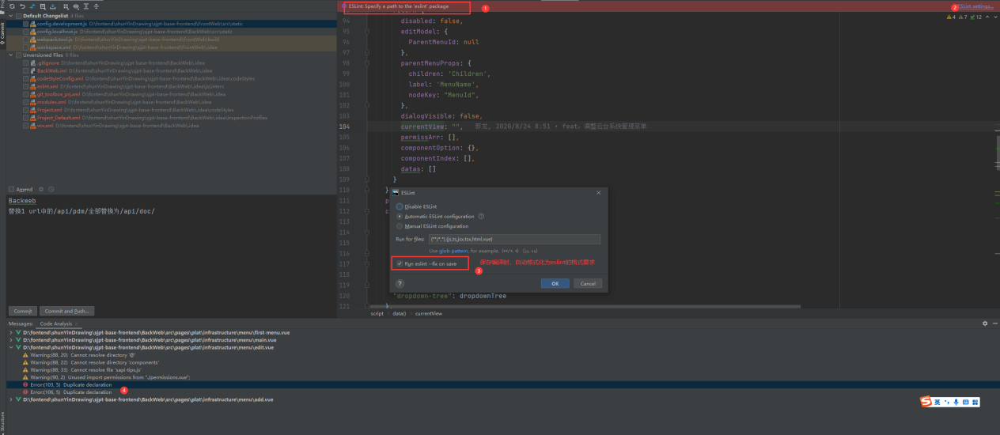 Default Changelist 4 files
config.development.js D:\fontend\shunYinDrawing\sjpt-base-frontend\FrontWeb\src\static
config.localhost.js D:\fontend\shunYinDrawing\sjpt-base-frontend\FrontWeb\src\static
webpack.tool.js D:\fontend\shunYinDrawing\sjpt-base-frontend\FrontWeb\build
workspace.xml D:\fontend\shunYinDrawing\sjpt-base-frontend\FrontWeb\.idea
Unversioned Files 9 files
.gitignore D:\fontend\shunYinDrawing\sjpt-base-frontend\BackWeb\.idea
BackWeb.iml D:\fontend\shunYinDrawing\sjpt-base-frontend\BackWeb\.idea
codeStyleConfig.xml D:\fontend\shunYinDrawing\sjpt-base-frontend\BackWeb\.idea\codeStyles
eslint.xml D:\fontend\shunYinDrawing\sjpt-base-frontend\BackWeb\.idea\jsLinters
git_toolbox_prj.xml D:\fontend\shunYinDrawing\sjpt-base-frontend\BackWeb\.idea
modules.xml D:\fontend\shunYinDrawing\sjpt-base-frontend\BackWeb\.idea
Project.xml D:\fontend\shunYinDrawing\sjpt-base-frontend\BackWeb\.idea\codeStyles
Project_Default.xml D:\fontend\shunYinDrawing\sjpt-base-frontend\BackWeb\.idea\inspectionProfiles
vcs.xml D:\fontend\shunYinDrawing\sjpt-base-frontend\BackWeb\.idea
Commit
Amend
Backweb
替换1 url中的/api/pdm/全部替换为/api/doc/
Commit
Commit and Push...
ESLint: Specify a path to the 'eslint' package
1
2
ESLint settings...
4 7 12
94 disabled: false,
95 editModel: {
96 ParentMenuId: null
97 },
98 parentMenuProps: {
99 children: 'Children',
100 label: 'MenuName',
101 nodeKey: "MenuId",
102 },
103 dialogVisible: false,
104 currentView: "", 郭龙, 2020/8/24 8:51 • feat：调整后台系统管理菜单
105 permissArr: [],
106 componentOption: {},
107 componentIndex: [],
108 datas: []
109 }
110 }
111 p
112 c
113
114
115
116
117
118
119
120 "dropdown-tree": dropdownTree
121 },
script › data() › currentView
ESLint
Disable ESLint
Automatic ESLint configuration
Manual ESLint configuration
Run for files: {**/*,*}.{js,ts,jsx,tsx,html,vue}
Use glob pattern, for example, {**/*,*}.{js,ts}
Run eslint --fix on save
保存编译时，自动格式化为eslint的格式要求
3
?
OK
Cancel
Messages: Code Analysis ×
D:\fontend\shunYinDrawing\sjpt-base-frontend\BackWeb\src\pages\plat\infrastructure\menu\first-menu.vue
D:\fontend\shunYinDrawing\sjpt-base-frontend\BackWeb\src\pages\plat\infrastructure\menu\main.vue
D:\fontend\shunYinDrawing\sjpt-base-frontend\BackWeb\src\pages\plat\infrastructure\menu\edit.vue
Warning:(88, 20) Cannot resolve directory '@'
Warning:(88, 22) Cannot resolve directory 'components'
Warning:(88, 33) Cannot resolve file 'sapi-tips.js'
Warning:(90, 2) Unused import permissions from "./permissions.vue";
Error:(103, 5) Duplicate declaration
Error:(106, 5) Duplicate declaration
4
D:\fontend\shunYinDrawing\sjpt-base-frontend\BackWeb\src\pages\plat\infrastructure\menu\add.vue
Structure
S 英